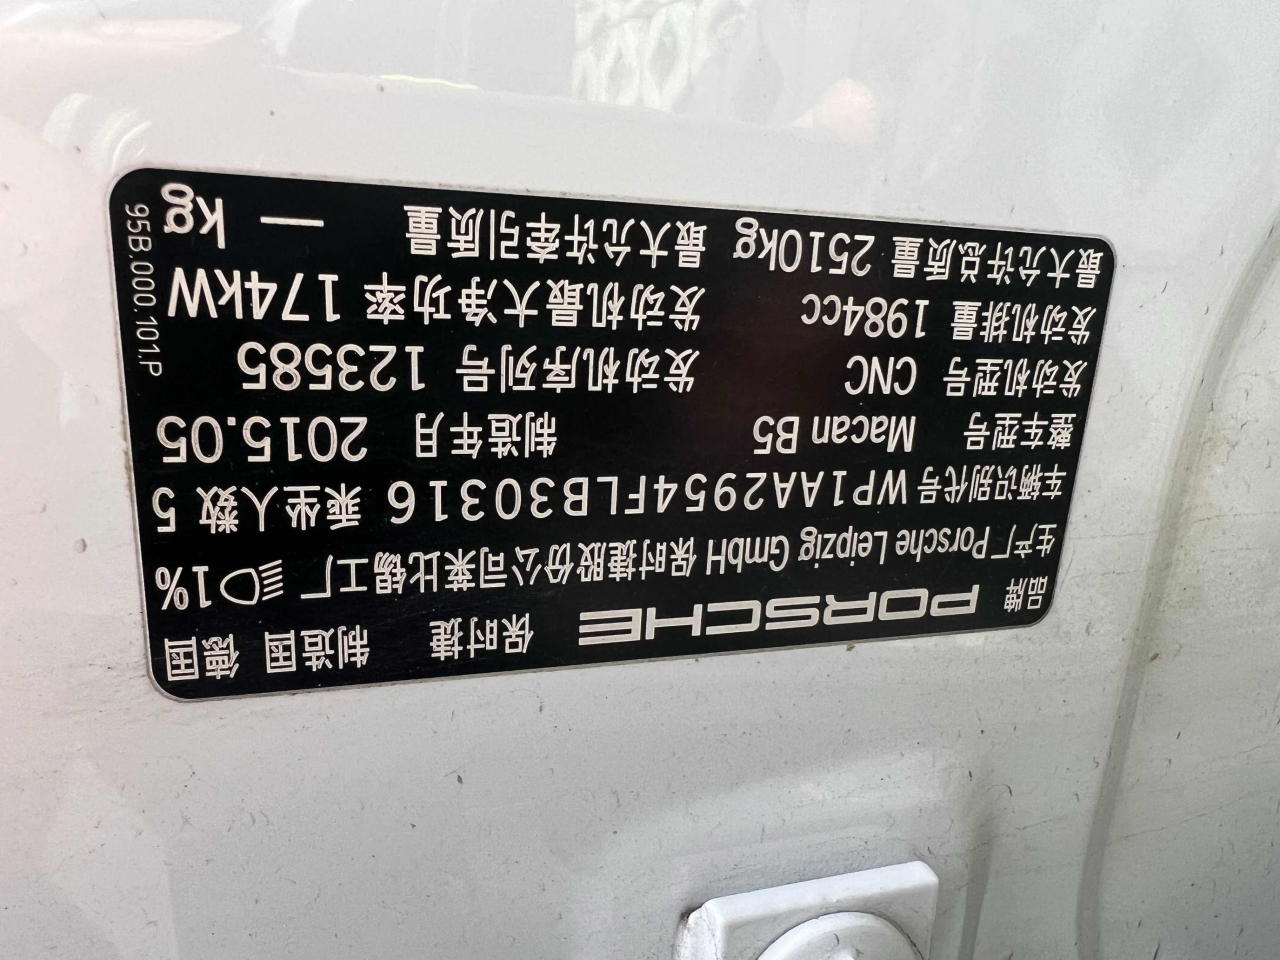 品牌 PORSCHE 保时捷 制造国 德国
生产厂 Porsche Leipzig GmbH 保时捷股份公司莱比锡工厂 1%
车辆识别代号 WP1AA2954FLB30316 乘坐人数 5
整车型号 Macan B5 制造年月 2015.05
发动机型号 CNC 发动机序列号 123585
发动机排量 1984cc 发动机最大净功率 174kW
最大允许总质量 2510kg 最大允许牵引质量 — kg
95B.000.101.P